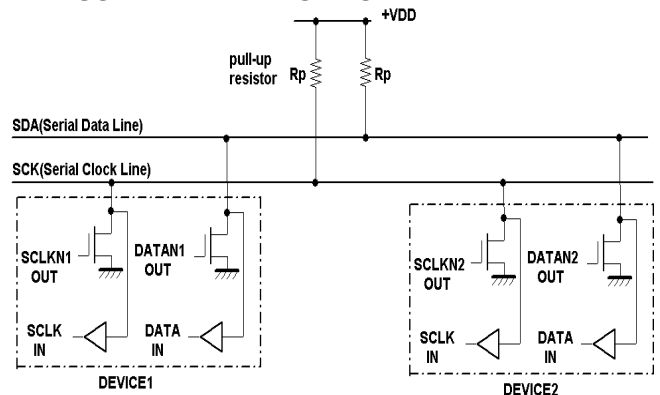 +VDD
pull-up
resistor
Rp
Rp
SDA(Serial Data Line)
SCK(Serial Clock Line)
SCLKN1
OUT
DATAN1
OUT
SCLK
IN
DATA
IN
DEVICE1
SCLKN2
OUT
DATAN2
OUT
SCLK
IN
DATA
IN
DEVICE2